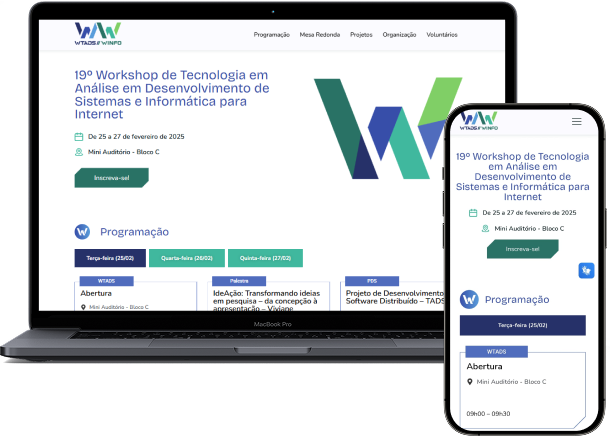 WTADS // WINFO
Programação
Mesa Redonda
Projetos
Organização
Voluntários
19º Workshop de Tecnologia em
Análise em Desenvolvimento de
Sistemas e Informática para
Internet
De 25 a 27 de fevereiro de 2025
Mini Auditório - Bloco C
Inscreva-se!
Programação
Terça-feira (25/02)
Quarta-feira (26/02)
Quinta-feira (27/02)
WTADS
Abertura
Mini Auditório - Bloco C
Palestra
IdeAção: Transformando ideias
em pesquisa – da concepção à
apresentação – Viviane
PDS
Projeto de Desenvolvimento
Software Distribuído – TADS
MacBook Pro
WTADS // WINFO
19º Workshop de Tecnologia
em Análise em
Desenvolvimento de
Sistemas e Informática para
Internet
De 25 a 27 de fevereiro de 2025
Mini Auditório - Bloco C
Inscreva-se!
Programação
Terça-feira (25/02)
WTADS
Abertura
Mini Auditório - Bloco C
09h00 – 09h30